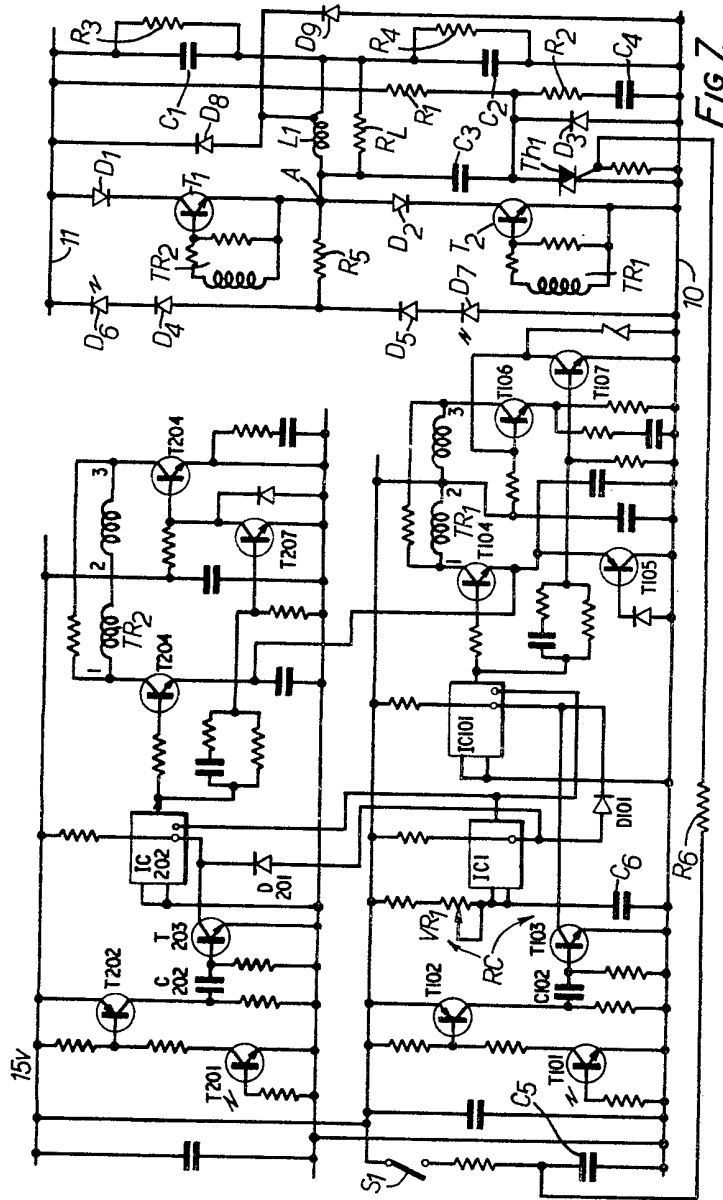 15v
T201
T202
C
202
T
203
D
201
IC
202
T204
1
TR2
2
3
T204
T207
S1
C5
T101
T102
C102
T103
RC
VR1
C6
IC1
D101
IC101
T104
1
TR1
2
3
T105
T106
T107
R6
11
D6
D4
D5
D7
TR2
R5
TR1
10
D1
T1
A
D2
T2
D8
L1
RL
C3
Th1
R3
C1
R1
D3
D9
R4
C2
R2
C4
FIG 7.